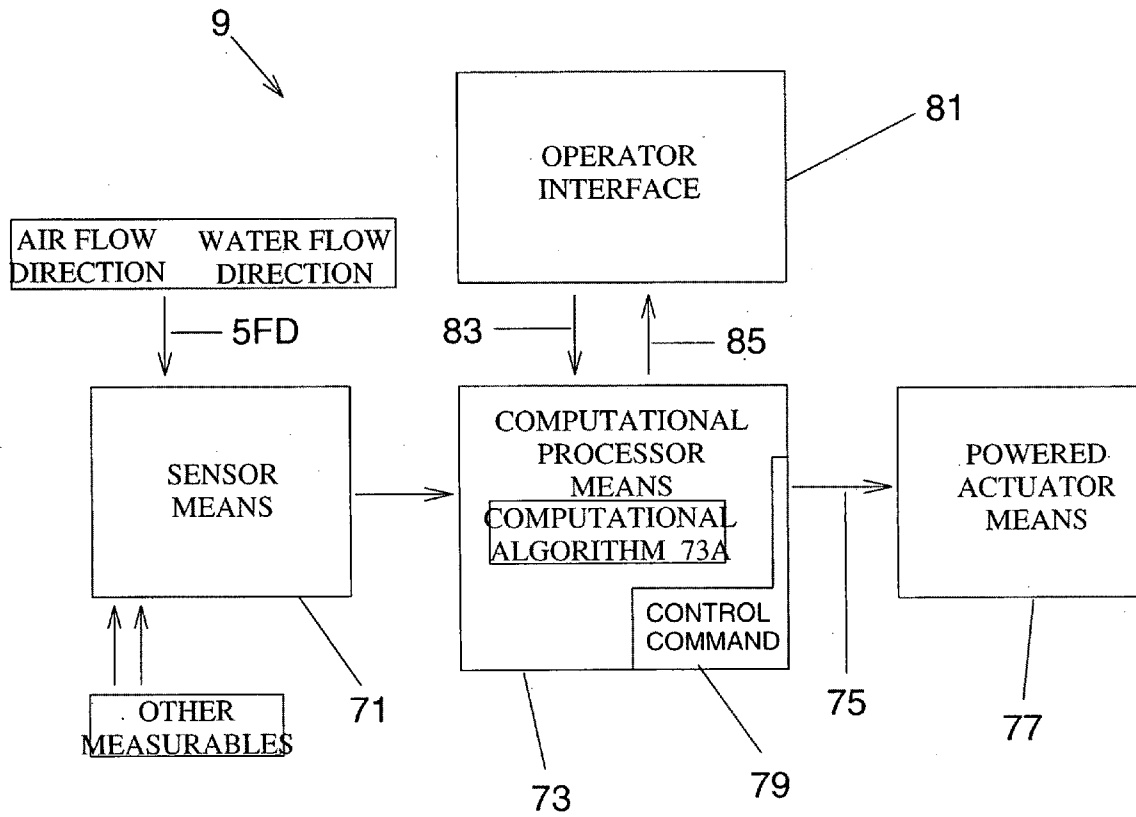 9
OPERATOR
INTERFACE
81
AIR FLOW
DIRECTION
WATER FLOW
DIRECTION
5FD
83
85
SENSOR
MEANS
COMPUTATIONAL
PROCESSOR
MEANS
COMPUTATIONAL
ALGORITHM 73A
POWERED
ACTUATOR
MEANS
CONTROL
COMMAND
OTHER
MEASURABLES
71
73
79
75
77